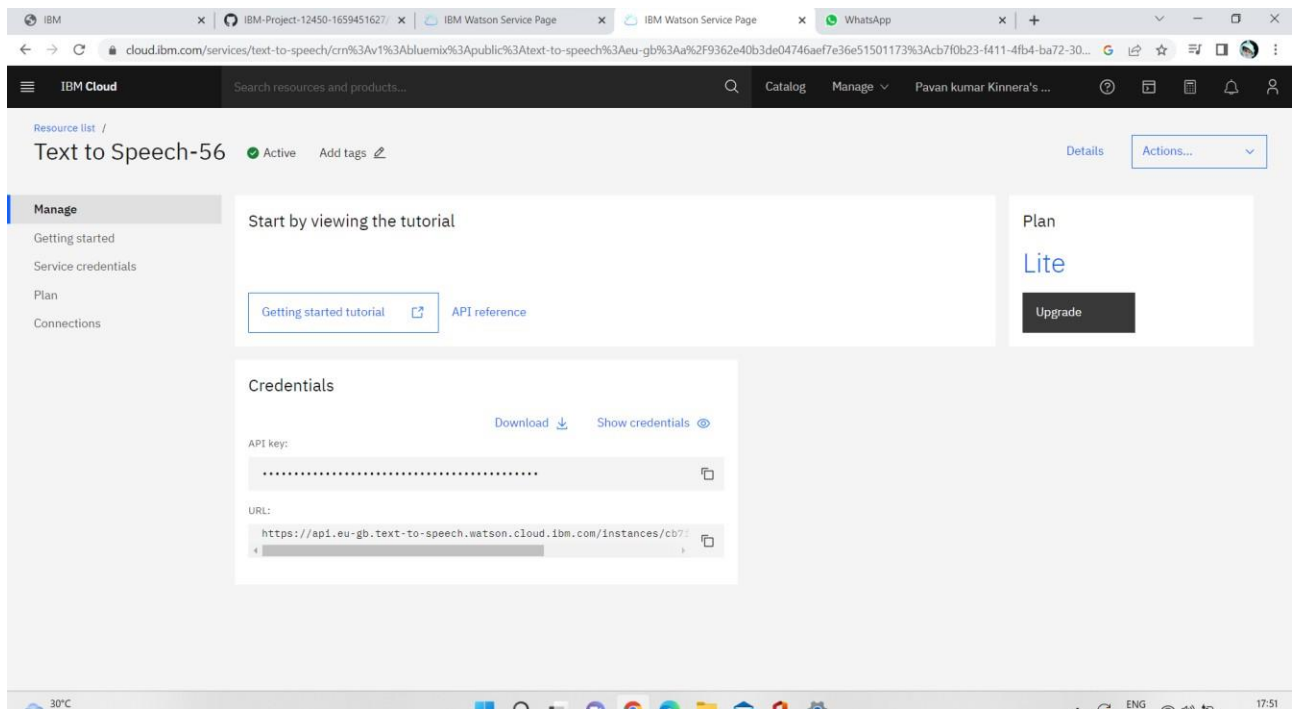 IBM
IBM-Project-12450-1659451627/
IBM Watson Service Page
IBM Watson Service Page
WhatsApp
cloud.ibm.com/services/text-to-speech/crn%3Av1%3Abluemix%3Apublic%3Atext-to-speech%3Aeu-gb%3Aa%2F9362e40b3de04746aef7e36e51501173%3Acb7f0b23-f411-4fb4-ba72-30...
IBM Cloud
Search resources and products...
Catalog
Manage
Pavan kumar Kinnera's ...
Resource list /
Text to Speech-56
Active
Add tags
Details
Actions...
Manage
Getting started
Service credentials
Plan
Connections
Start by viewing the tutorial
Getting started tutorial
API reference
Plan
Lite
Upgrade
Credentials
Download
Show credentials
API key:
URL:
https://api.eu-gb.text-to-speech.watson.cloud.ibm.com/instances/cb7
30°C
ENG
17:51